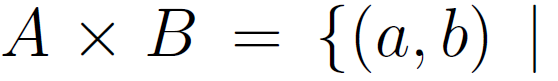 A × B = {(a, b) |